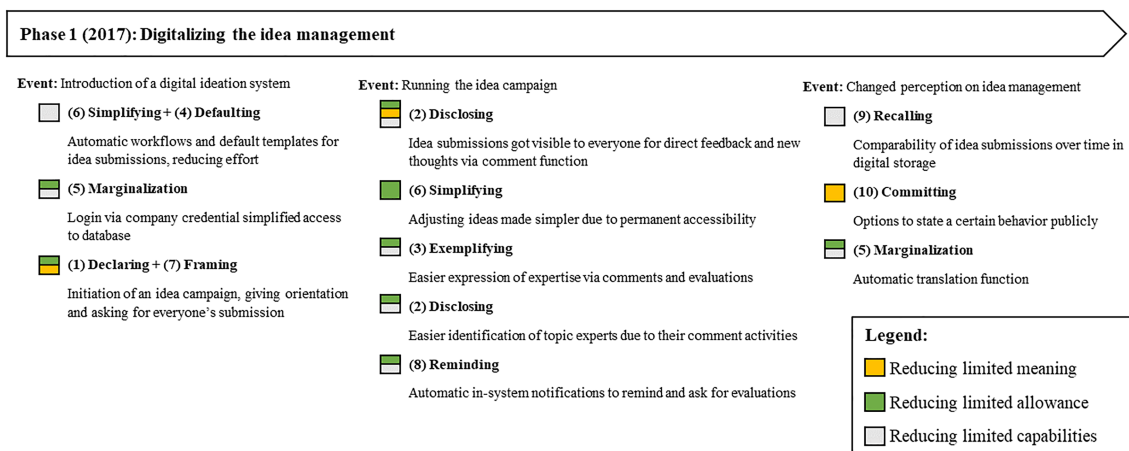 Phase 1 (2017): Digitalizing the idea management
Event: Introduction of a digital ideation system
(6) Simplifying + (4) Defaulting
Automatic workflows and default templates for
idea submissions, reducing effort
(5) Marginalization
Login via company credential simplified access
to database
(1) Declaring + (7) Framing
Initiation of an idea campaign, giving orientation
and asking for everyone's submission
Event: Running the idea campaign
(2) Disclosing
Idea submissions got visible to everyone for direct feedback and new
thoughts via comment function
(6) Simplifying
Adjusting ideas made simpler due to permanent accessibility
(3) Exemplifying
Easier expression of expertise via comments and evaluations
(2) Disclosing
Easier identification of topic experts due to their comment activities
(8) Reminding
Automatic in-system notifications to remind and ask for evaluations
Event: Changed perception on idea management
(9) Recalling
Comparability of idea submissions over time in
digital storage
(10) Committing
Options to state a certain behavior publicly
(5) Marginalization
Automatic translation function
Legend:
Reducing limited meaning
Reducing limited allowance
Reducing limited capabilities